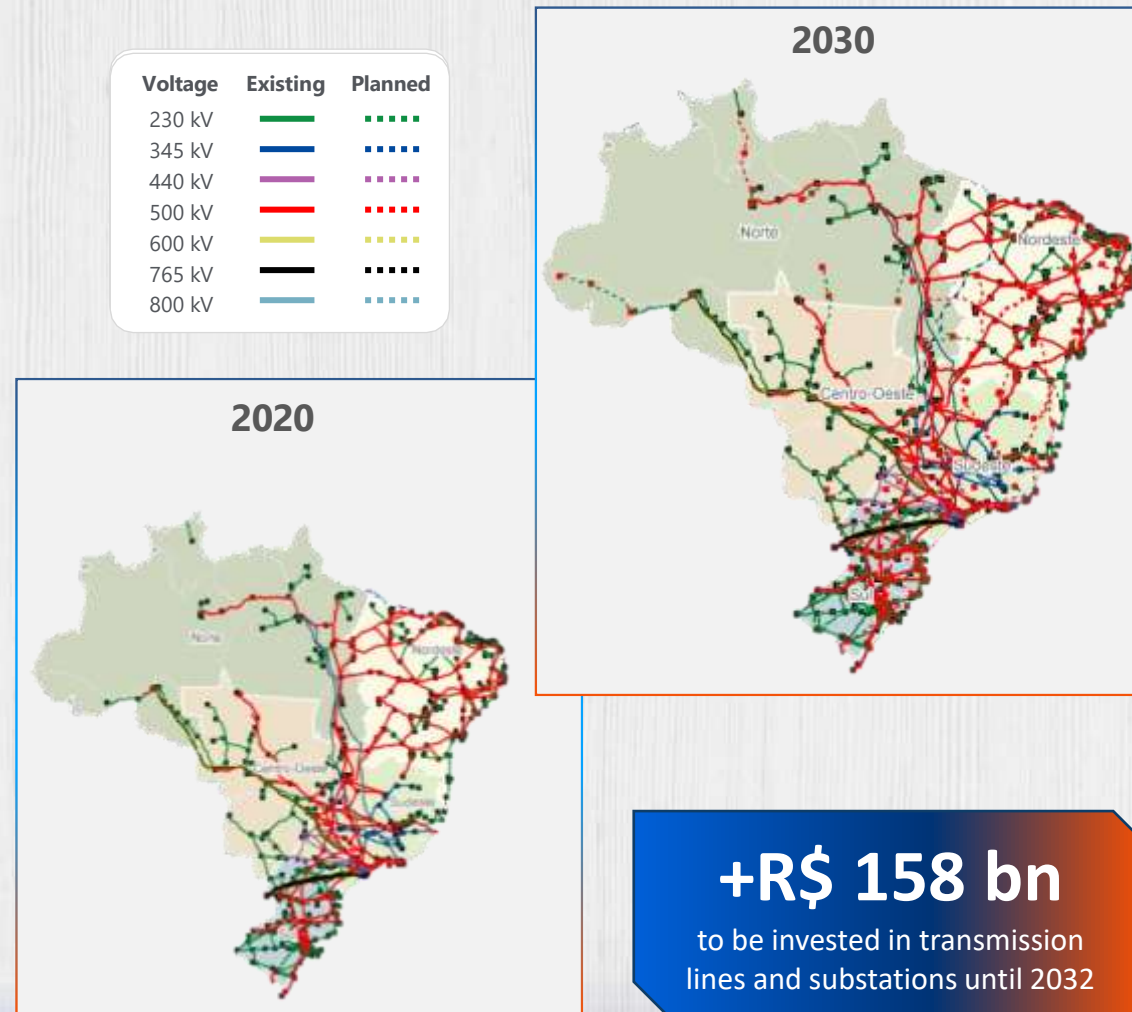 Voltage Existing Planned
230 kV
345 kV
440 kV
500 kV
600 kV
765 kV
800 kV
2030
Norte
Nordeste
Centro-Oeste
Sudeste
Sul
2020
Norte
Nordeste
Centro-Oeste
Sudeste
+R$ 158 bn
to be invested in transmission
lines and substations until 2032